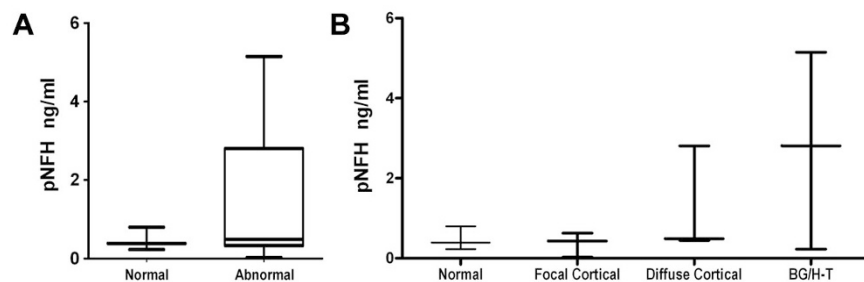 A
pNFH ng/ml
6
4
2
0
Normal Abnormal
B
pNFH ng/ml
6
4
2
0
Normal Focal Cortical Diffuse Cortical BG/H-T